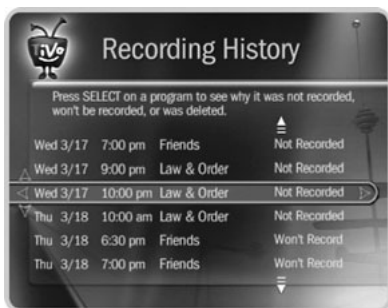 TiVo
Recording History
Press SELECT on a program to see why it was not recorded,
won't be recorded, or was deleted.
Wed 3/17 7:00 pm Friends Not Recorded
Wed 3/17 9:00 pm Law & Order Not Recorded
Wed 3/17 10:00 pm Law & Order Not Recorded
Thu 3/18 10:00 am Law & Order Not Recorded
Thu 3/18 6:30 pm Friends Won't Record
Thu 3/18 7:00 pm Friends Won't Record